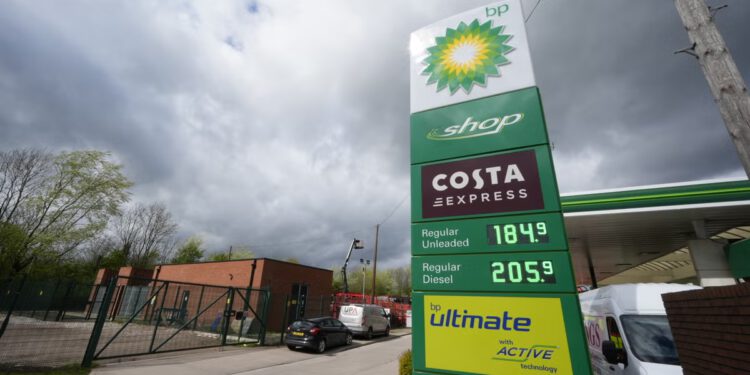 bp
shop
COSTA
EXPRESS
Regular
Unleaded
184.9
Regular
Diesel
205.9
bp
ultimate
with
ACTIVE
technology